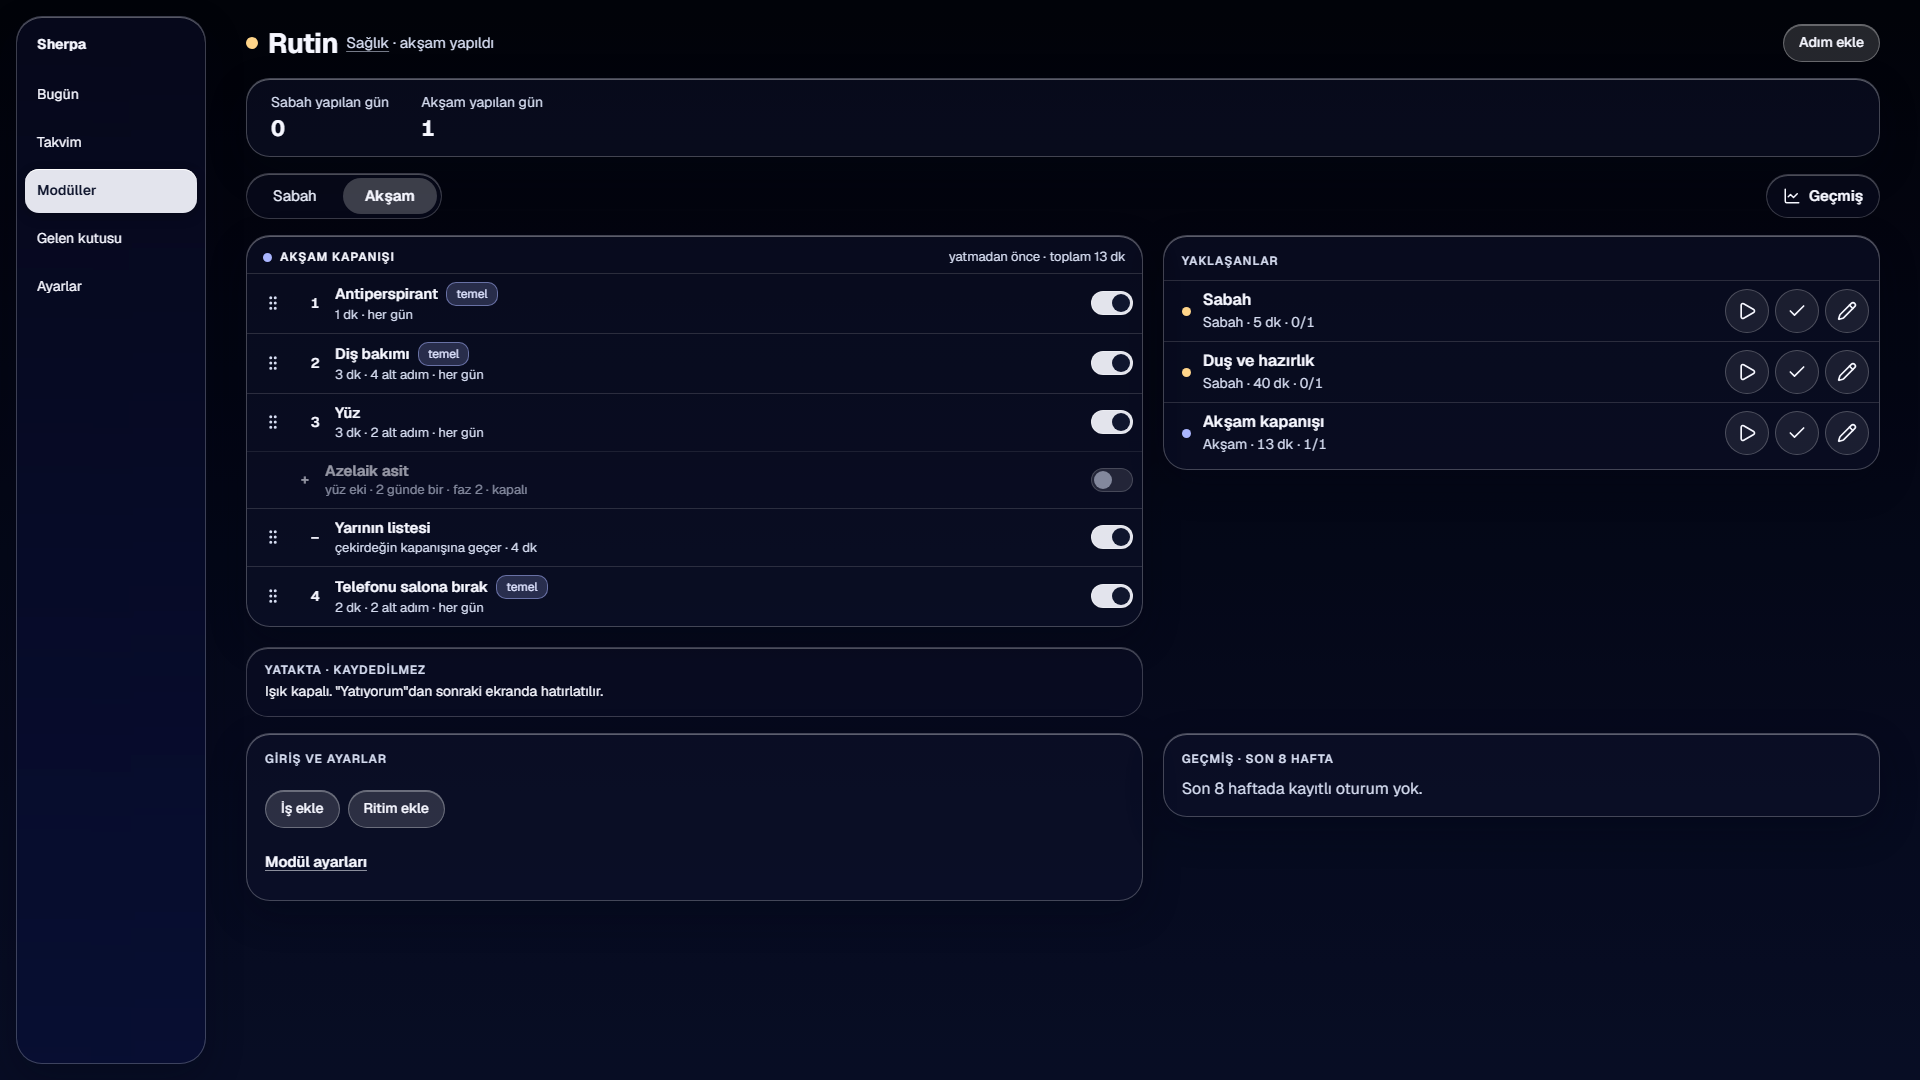 Sherpa
Bugün
Takvim
Modüller
Gelen kutusu
Ayarlar
Rutin Sağlık · akşam yapıldı
Adım ekle
Sabah yapılan gün
0
Akşam yapılan gün
1
Sabah
Akşam
Geçmiş
AKŞAM KAPANIŞI
yatmadan önce · toplam 13 dk
1 Antiperspirant temel
1 dk · her gün
2 Diş bakımı temel
3 dk · 4 alt adım · her gün
3 Yüz
3 dk · 2 alt adım · her gün
+ Azelaik asit
yüz eki · 2 günde bir · faz 2 · kapalı
– Yarının listesi
çekirdeğin kapanışına geçer · 4 dk
4 Telefonu salona bırak temel
2 dk · 2 alt adım · her gün
YAKLAŞANLAR
Sabah
Sabah · 5 dk · 0/1
Duş ve hazırlık
Sabah · 40 dk · 0/1
Akşam kapanışı
Akşam · 13 dk · 1/1
YATAKTA · KAYDEDİLMEZ
Işık kapalı. "Yatıyorum"dan sonraki ekranda hatırlatılır.
GİRİŞ VE AYARLAR
İş ekle
Ritim ekle
Modül ayarları
GEÇMİŞ · SON 8 HAFTA
Son 8 haftada kayıtlı oturum yok.